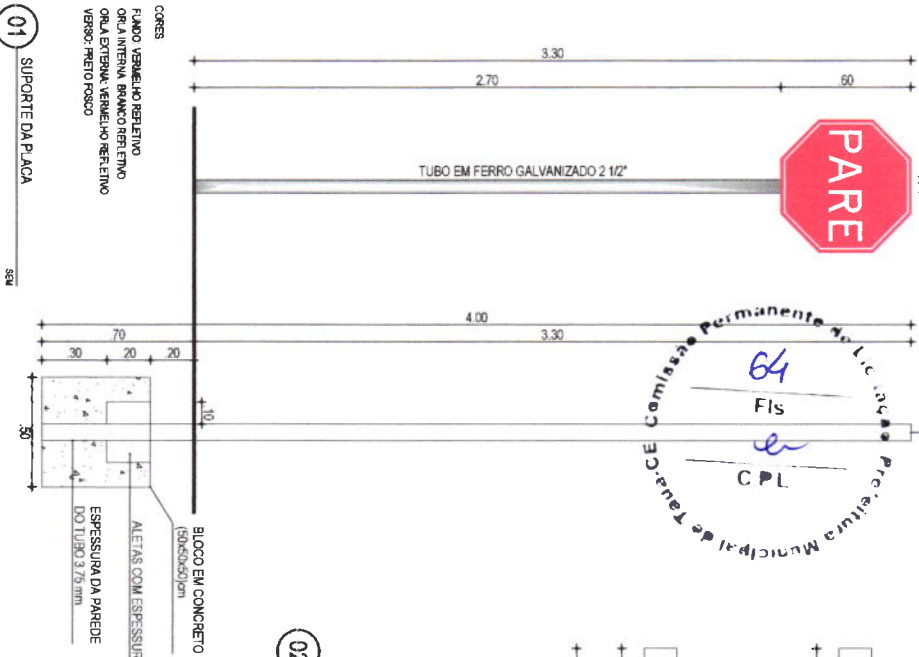 PARE
3.30
2.70
.60
TUBO EM FERRO GALVANIZADO 2 1/2"
CORES
FUNDO: VERMELHO REFLETIVO
ORLA INTERNA: BRANCO REFLETIVO
ORLA EXTERNA: VERMELHO REFLETIVO
VERSO: PRETO FOSCO
01
SUPORTE DA PLACA
SEM
4.00
.70
3.30
.30
.20
.20
.10
.50
BLOCO EM CONCRETO
(50x50x50)cm
ALETAS COM ESPESSUR
ESPESSURA DA PAREDE
DO TUBO 3.75 mm
02
Comissão Permanente de Licitação Prefeitura Municipal de Tauá-CE
64
Fls
CPL